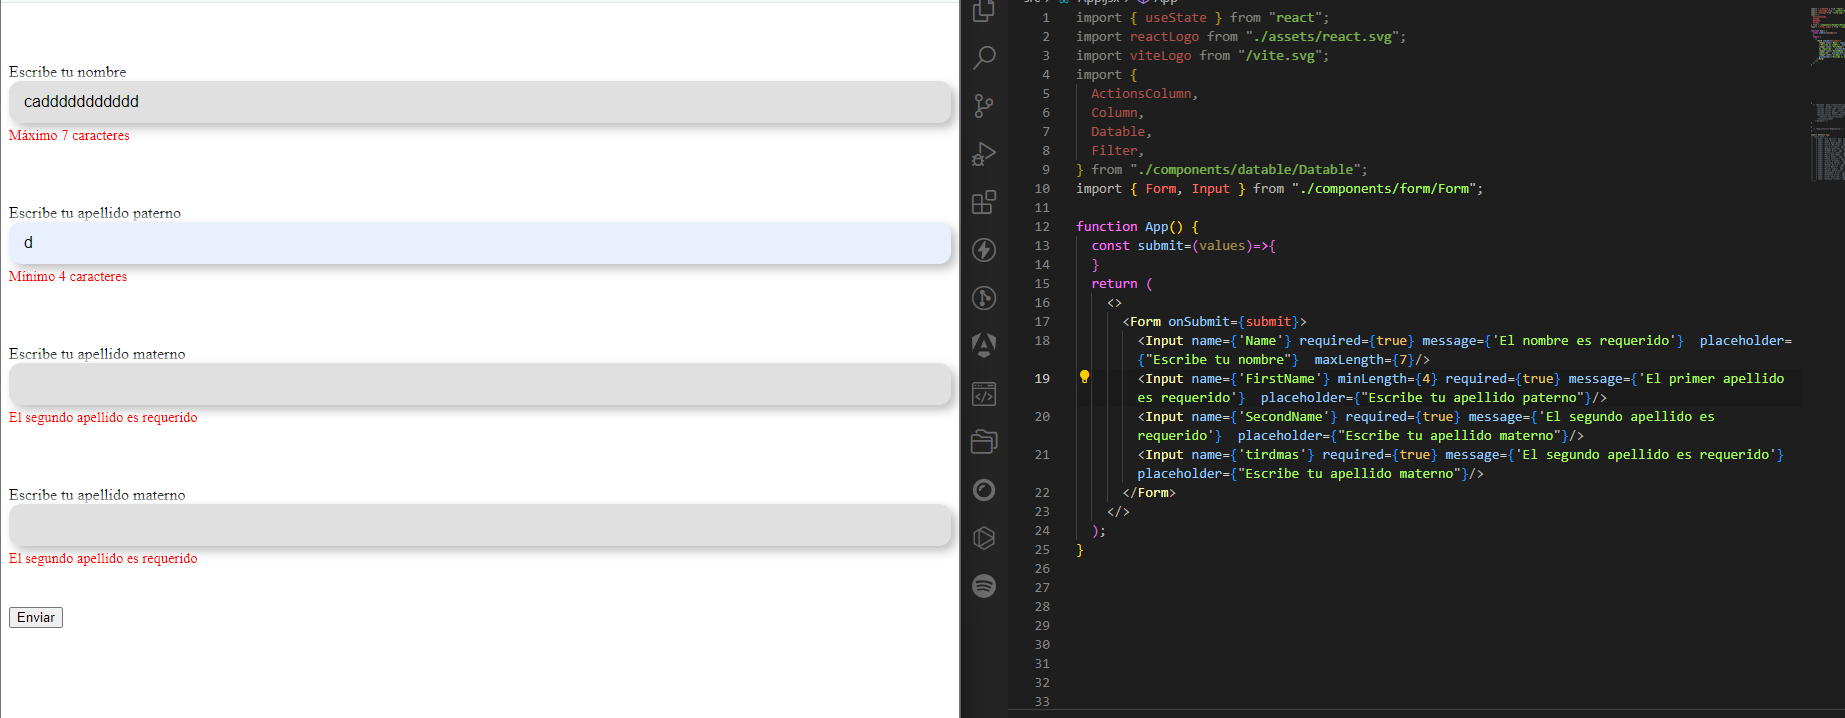 Escribe tu nombre
cadddddddddddd
Máximo 7 caracteres
Escribe tu apellido paterno
d
Mínimo 4 caracteres
Escribe tu apellido materno
El segundo apellido es requerido
Escribe tu apellido materno
El segundo apellido es requerido
Enviar
1 import { useState } from "react";
2 import reactLogo from "./assets/react.svg";
3 import viteLogo from "/vite.svg";
4 import {
5 ActionsColumn,
6 Column,
7 Datable,
8 Filter,
9 } from "./components/datable/Datable";
10 import { Form, Input } from "./components/form/Form";
11
12 function App() {
13 const submit=(values)=>{
14 }
15 return (
16 <>
17 <Form onSubmit={submit}>
18 <Input name={'Name'} required={true} message={'El nombre es requerido'}  placeholder=
{"Escribe tu nombre"}  maxLength={7}/>
19 <Input name={'FirstName'} minLength={4} required={true} message={'El primer apellido
es requerido'}  placeholder={"Escribe tu apellido paterno"}/>
20 <Input name={'SecondName'} required={true} message={'El segundo apellido es
requerido'}  placeholder={"Escribe tu apellido materno"}/>
21 <Input name={'tirdmas'} required={true} message={'El segundo apellido es requerido'}
placeholder={"Escribe tu apellido materno"}/>
22 </Form>
23 </>
24 );
25 }
26
27
28
29
30
31
32
33